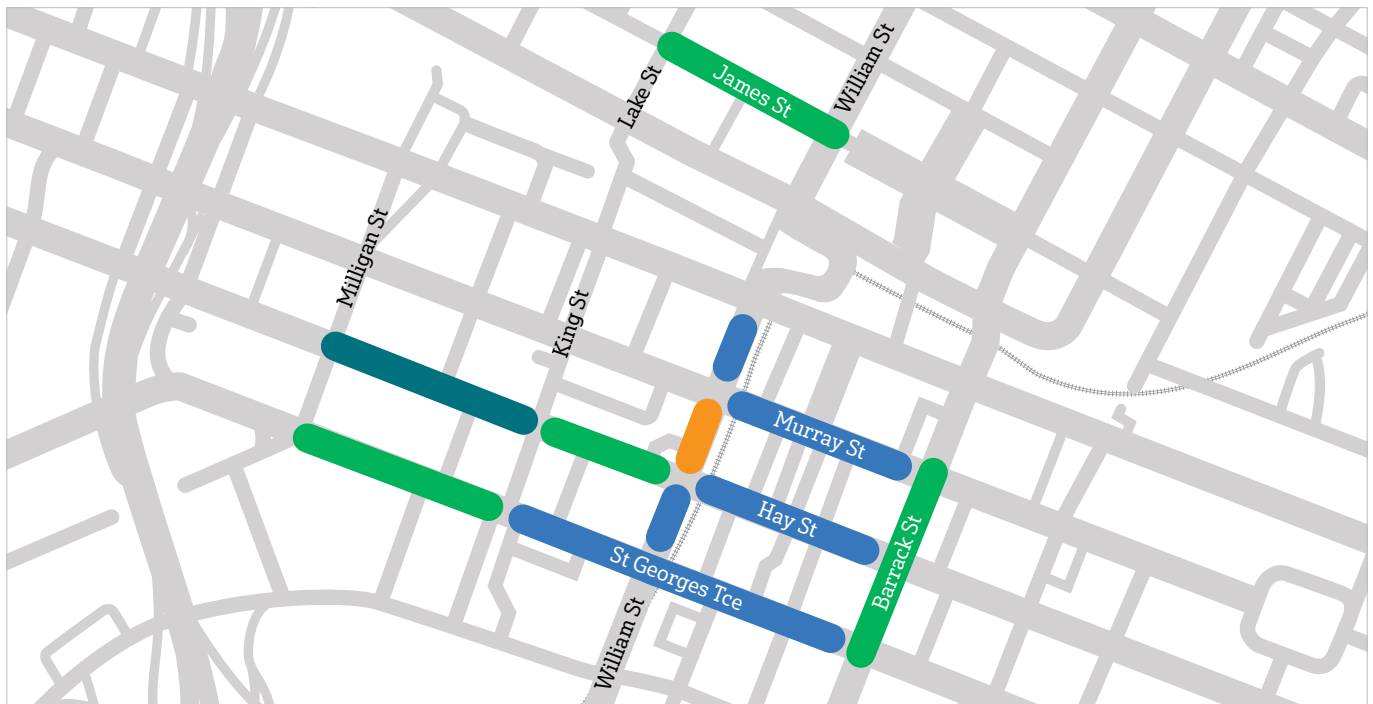 William St
James St
Lake St
Milligan St
King St
Murray St
Hay St
Barrack St
St Georges Tce
William St